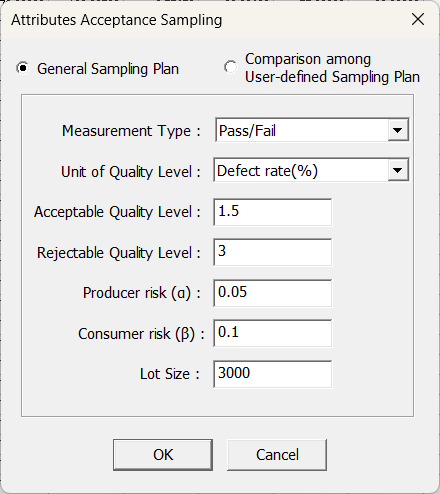 Attributes Acceptance Sampling
General Sampling Plan
Comparison among
User-defined Sampling Plan
Measurement Type : Pass/Fail
Unit of Quality Level : Defect rate(%)
Acceptable Quality Level : 1.5
Rejectable Quality Level : 3
Producer risk (α) : 0.05
Consumer risk (β) : 0.1
Lot Size : 3000
OK Cancel